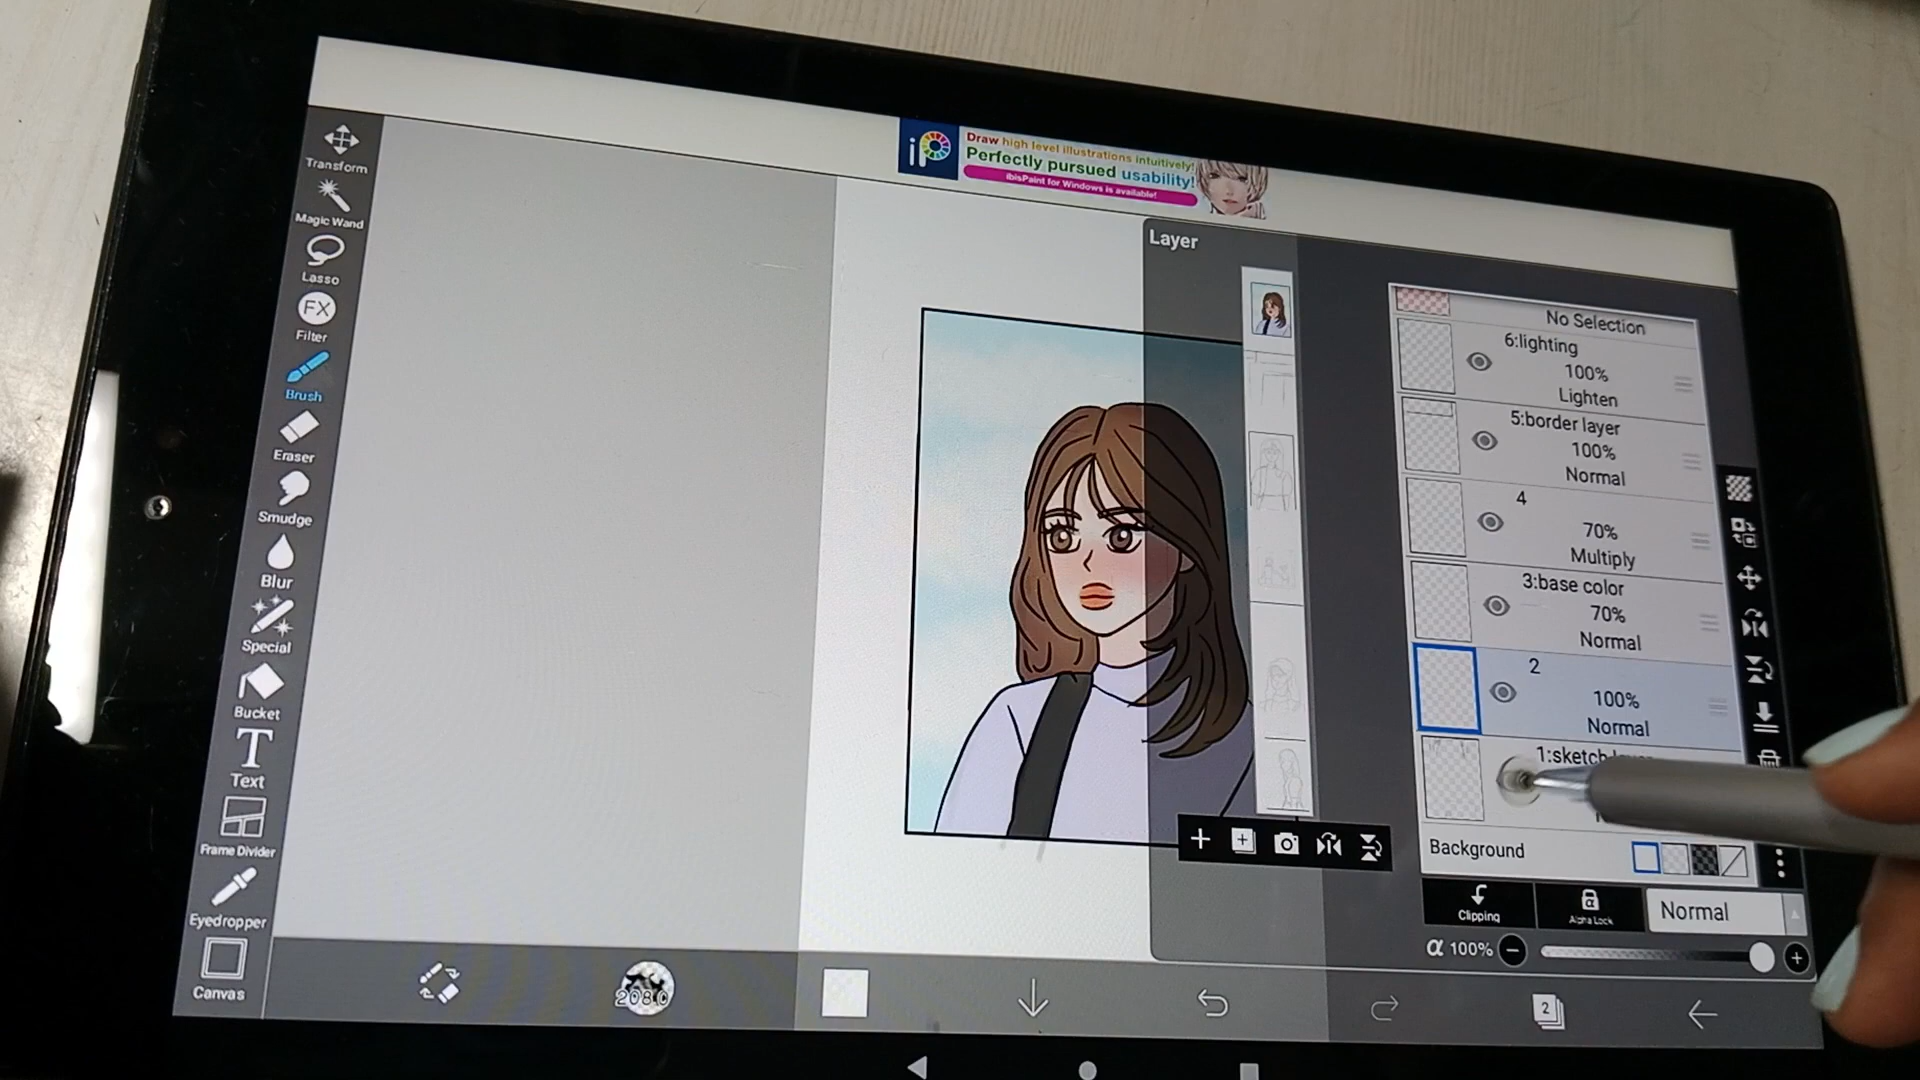 Draw high level illustrations intuitively!
iP
Perfectly pursued usability!
ibisPaint for Windows is available!
Transform
Magic Wand
Lasso
FX
Filter
Brush
Eraser
Smudge
Blur
Special
Bucket
T
Text
Frame Divider
Eyedropper
Canvas
Layer
No Selection
6:lighting
100%
Lighten
5:border layer
100%
Normal
4
70%
Multiply
3:base color
70%
Normal
2
100%
Normal
1:sketch
Background
Clipping
Alpha Lock
Normal
α 100%
208.0
2